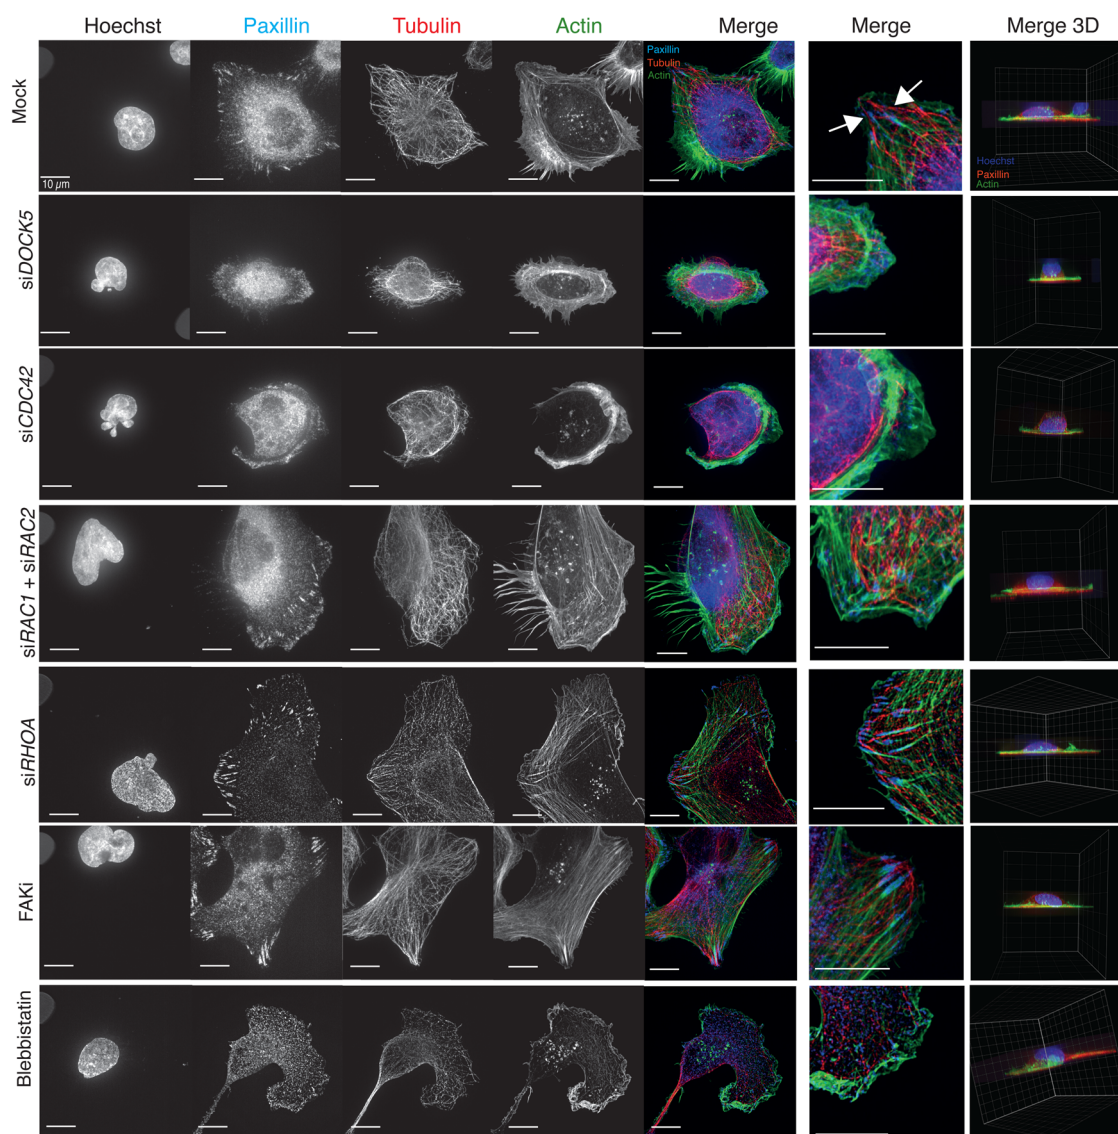 Hoechst Paxillin Tubulin Actin Merge Merge Merge 3D
Mock
Paxillin
Tubulin
Actin
10 µm
Hoechst
Paxillin
Actin
siDOCK5
siCDC42
siRAC1 + siRAC2
siRHOA
FAKi
Blebbistatin